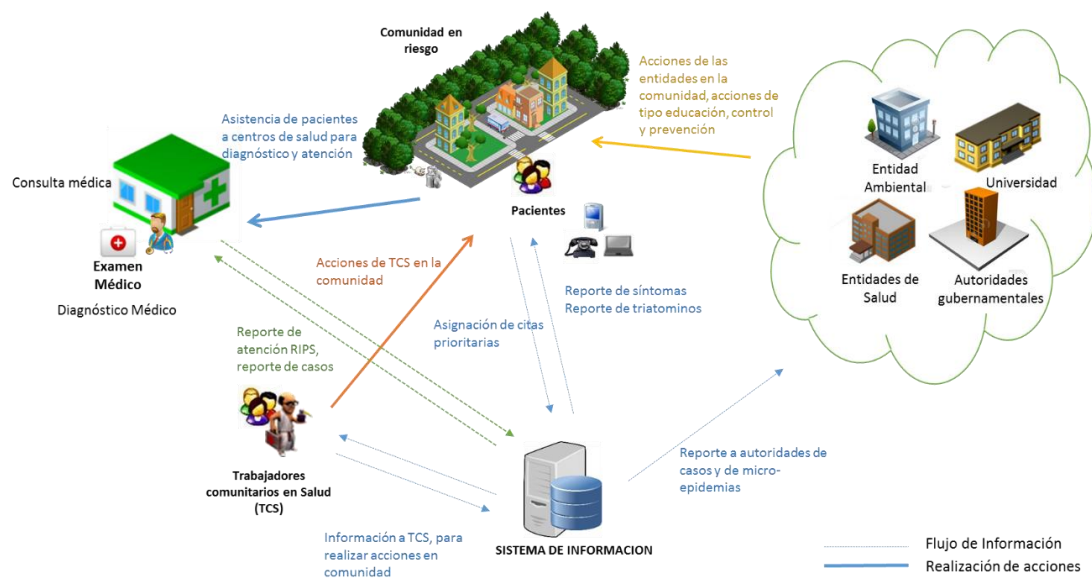 Comunidad en
riesgo
Acciones de las
entidades en la
comunidad, acciones de
tipo educación, control
y prevención
Asistencia de pacientes
a centros de salud para
diagnóstico y atención
Consulta médica
Entidad
Ambiental
Universidad
Pacientes
Examen
Médico
Diagnóstico Médico
Acciones de TCS en la
comunidad
Entidades de
Salud
Autoridades
gubernamentales
Reporte de síntomas
Reporte de triatominos
Asignación de citas
prioritarias
Reporte de
atención RIPS,
reporte de casos
Trabajadores
comunitarios en Salud
(TCS)
Reporte a autoridades de
casos y de micro-
epidemias
Información a TCS, para
realizar acciones en
comunidad
SISTEMA DE INFORMACION
Flujo de Información
Realización de acciones